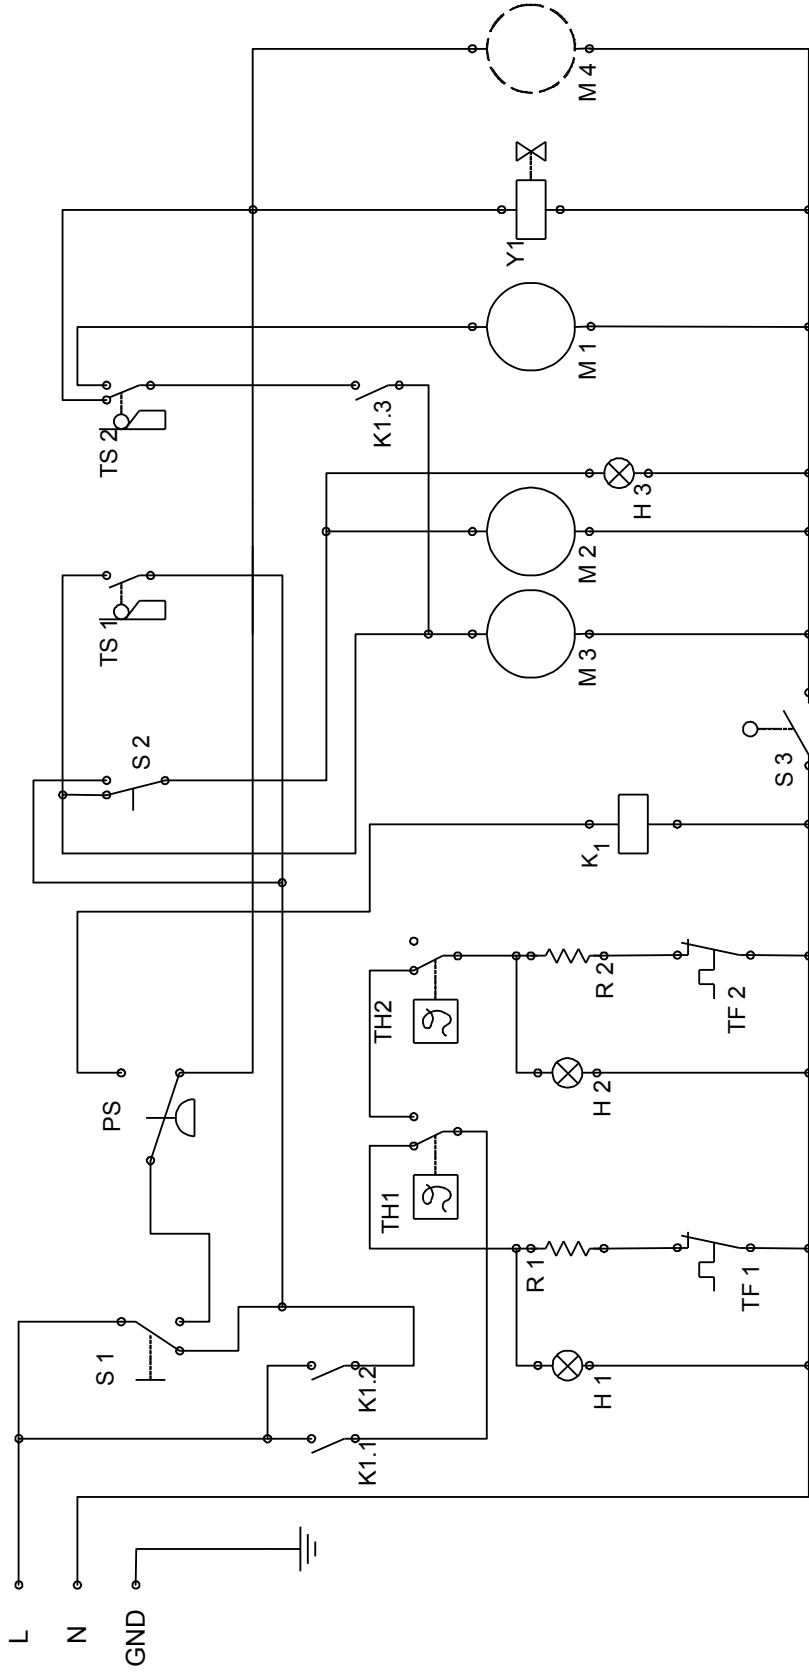 L
N
GND
S 1
PS
S 2
TS 1
TS 2
K1.1
K1.2
TH1
TH2
K1.3
H 1
R 1
TF 1
H 2
R 2
TF 2
K1
S 3
M 3
M 2
H 3
M 1
Y1
M 4